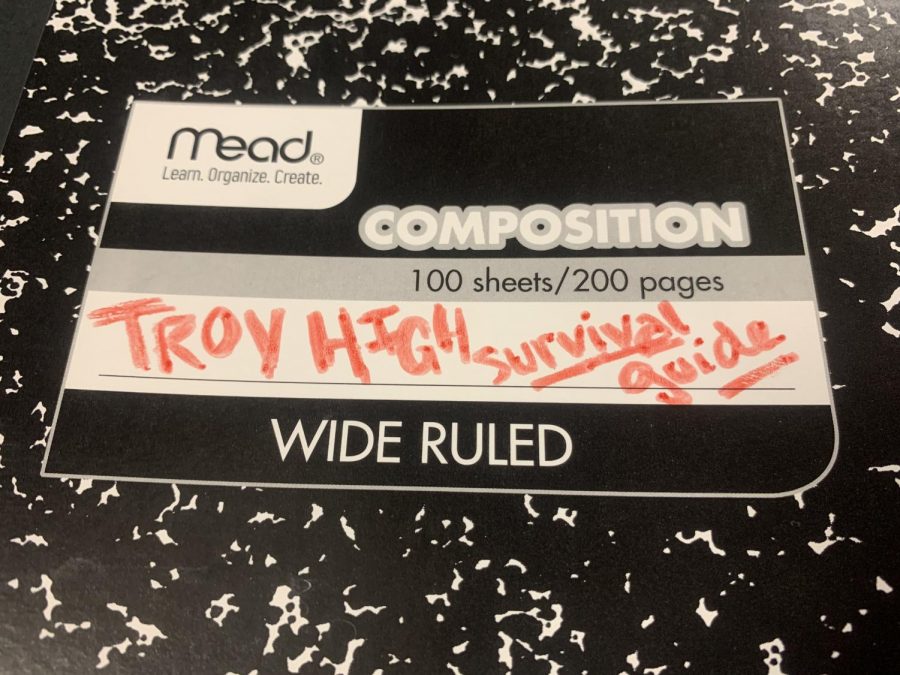 mead®
Learn. Organize. Create.
COMPOSITION
100 sheets/200 pages
TROY HIGH survival
guide
WIDE RULED